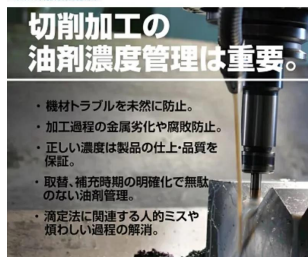 切削加工の
油剤濃度管理は重要。
・機材トラブルを未然に防止。
・加工過程の金属劣化や腐敗防止。
・正しい濃度は製品の仕上・品質を
保証。
・取替、補充時期の明確化で無駄
のない油剤管理。
・滴定法に関連する人的ミスや
煩わしい過程の解消。